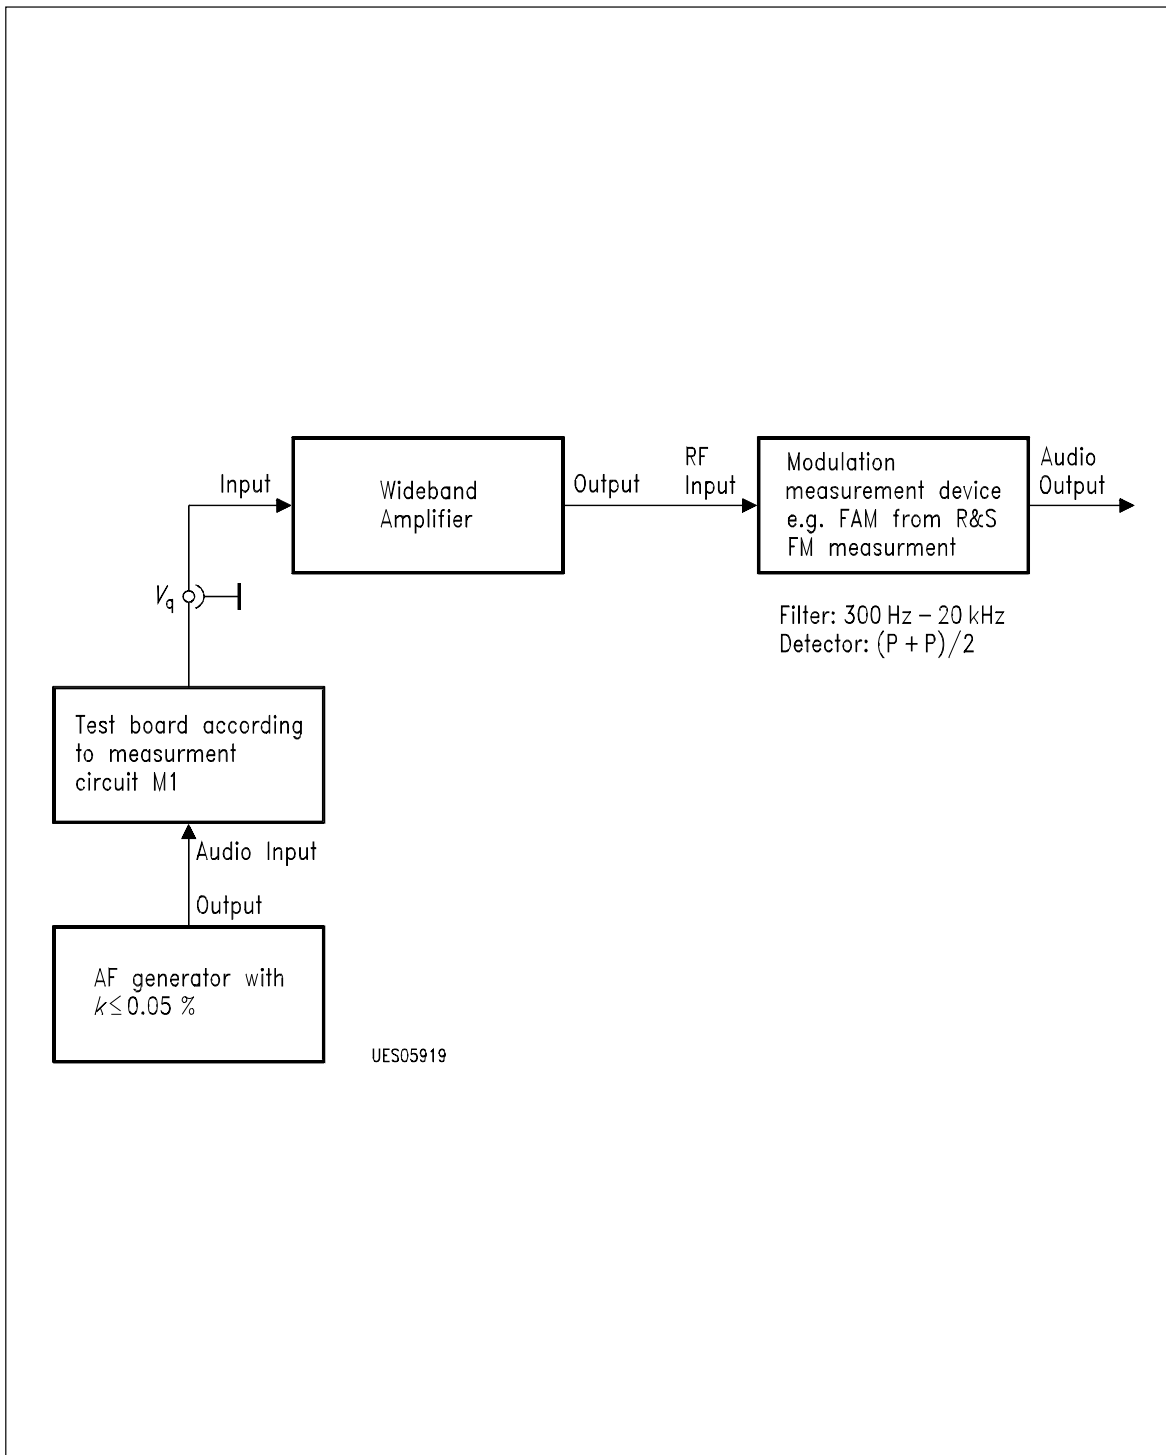 Input
Wideband
Amplifier
Output
RF
Input
Modulation
measurement device
e.g. FAM from R&S
FM measurment
Audio
Output
Filter: 300 Hz – 20 kHz
Detector: (P + P)/2
Vq
Test board according
to measurment
circuit M1
Audio Input
Output
AF generator with
k ≤ 0.05 %
UES05919